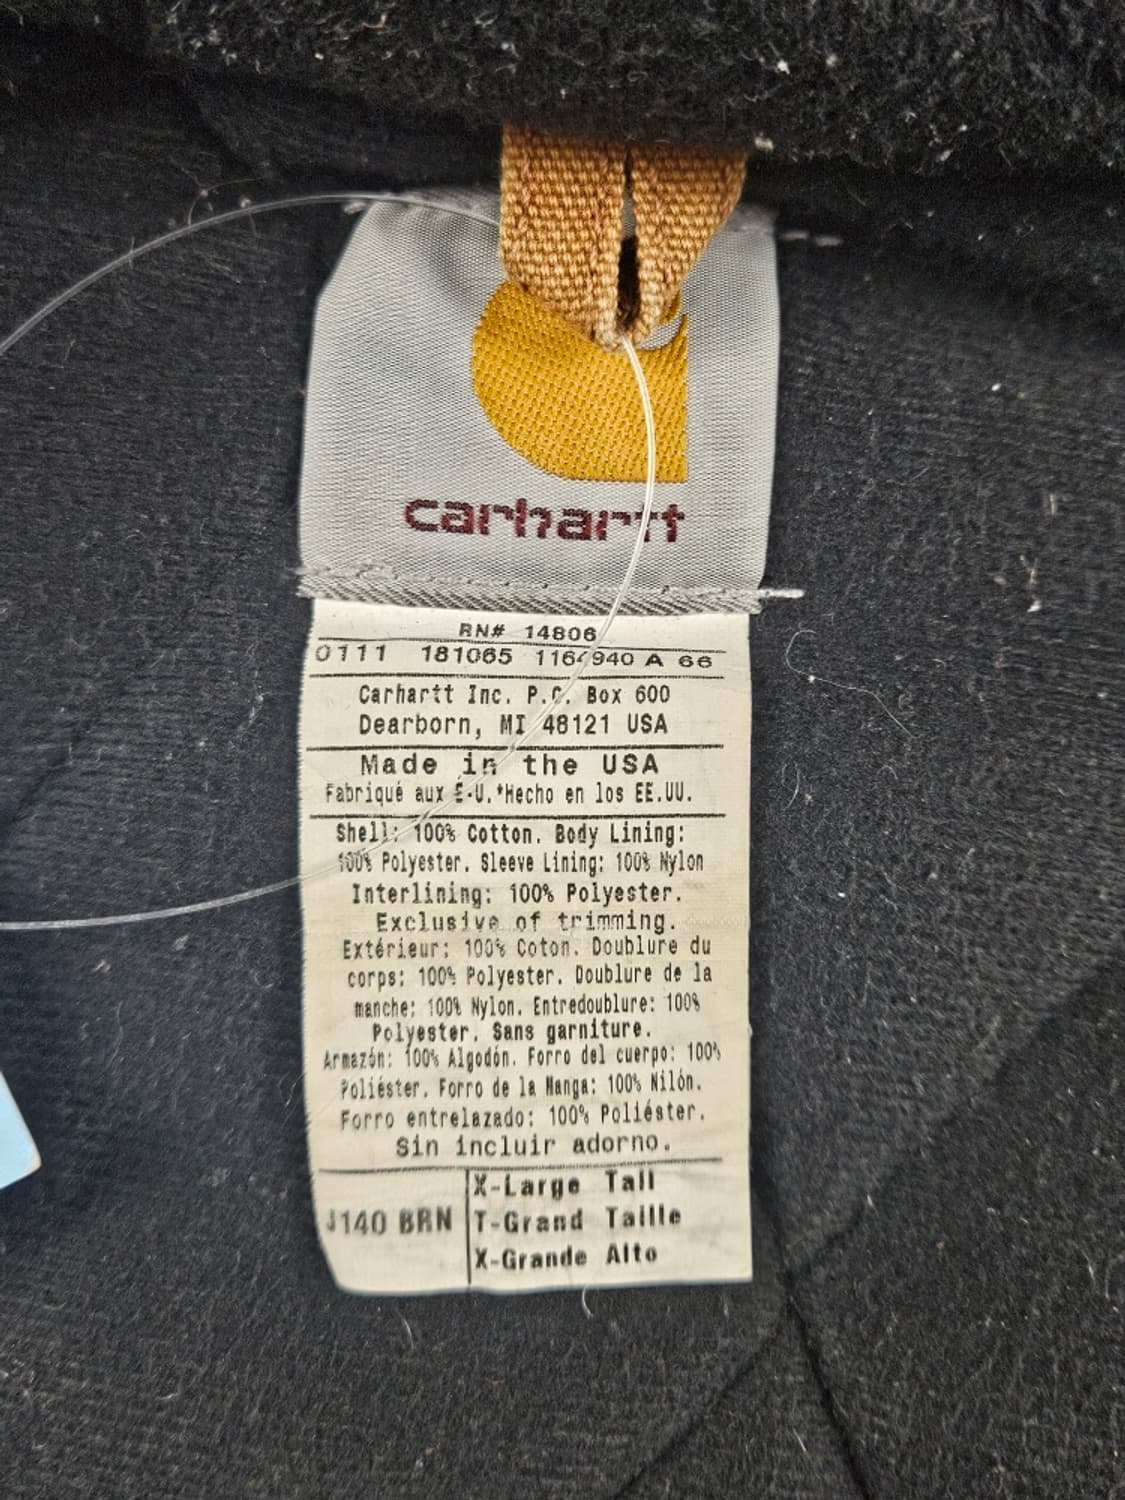 carhartt
RN# 14806
0111 181065 1164940 A 66
Carhartt Inc. P.O. Box 600
Dearborn, MI 48121 USA
Made in the USA
Fabriqué aux E-U.*Hecho en los EE.UU.
Shell: 100% Cotton. Body Lining:
100% Polyester. Sleeve Lining: 100% Nylon
Interlining: 100% Polyester.
Exclusive of trimming.
Extérieur: 100% Coton. Doublure du
corps: 100% Polyester. Doublure de la
manche: 100% Nylon. Entredoublure: 100%
Polyester. Sans garniture.
Armazón: 100% Algodón. Forro del cuerpo: 100%
Poliéster. Forro de la Manga: 100% Nilón.
Forro entrelazado: 100% Poliéster.
Sin incluir adorno.
J140 BRN
X-Large Tall
T-Grand Taille
X-Grande Alto